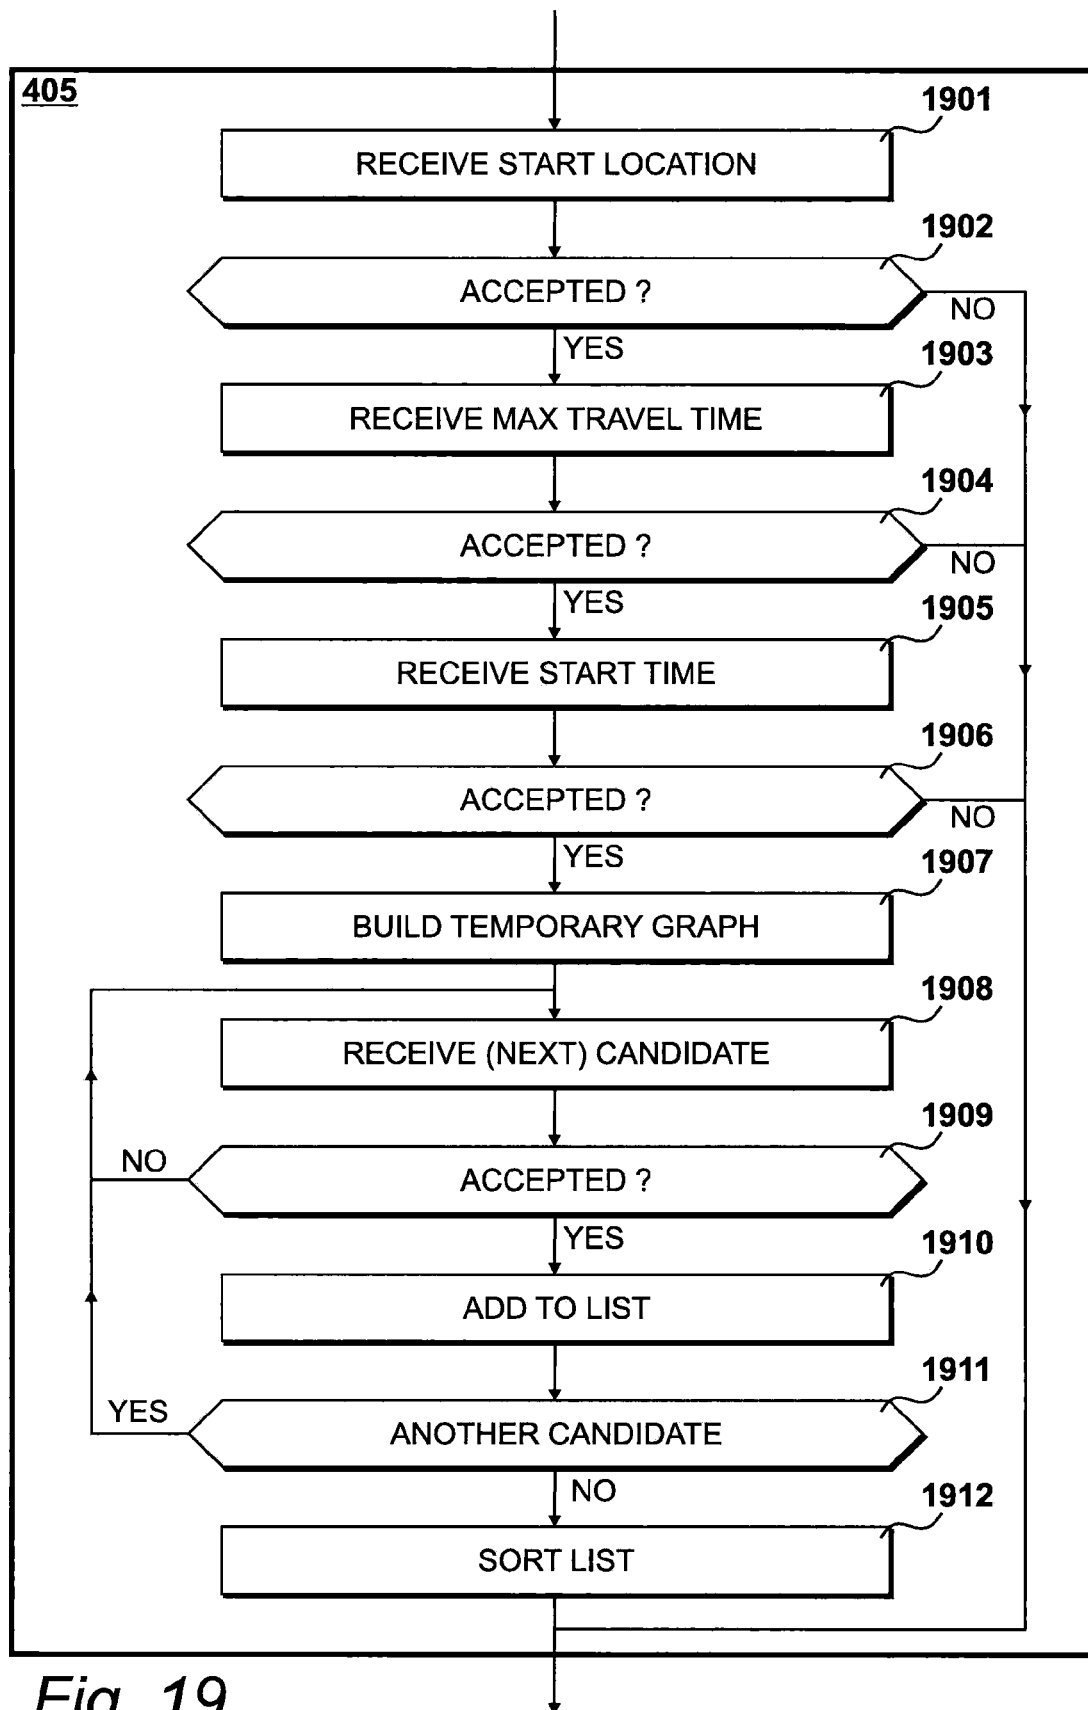 405
1901
RECEIVE START LOCATION
1902
ACCEPTED ?
NO
YES
1903
RECEIVE MAX TRAVEL TIME
1904
ACCEPTED ?
NO
YES
1905
RECEIVE START TIME
1906
ACCEPTED ?
NO
YES
1907
BUILD TEMPORARY GRAPH
1908
RECEIVE (NEXT) CANDIDATE
1909
NO
ACCEPTED ?
YES
1910
ADD TO LIST
1911
YES
ANOTHER CANDIDATE
NO
1912
SORT LIST
Fig. 19